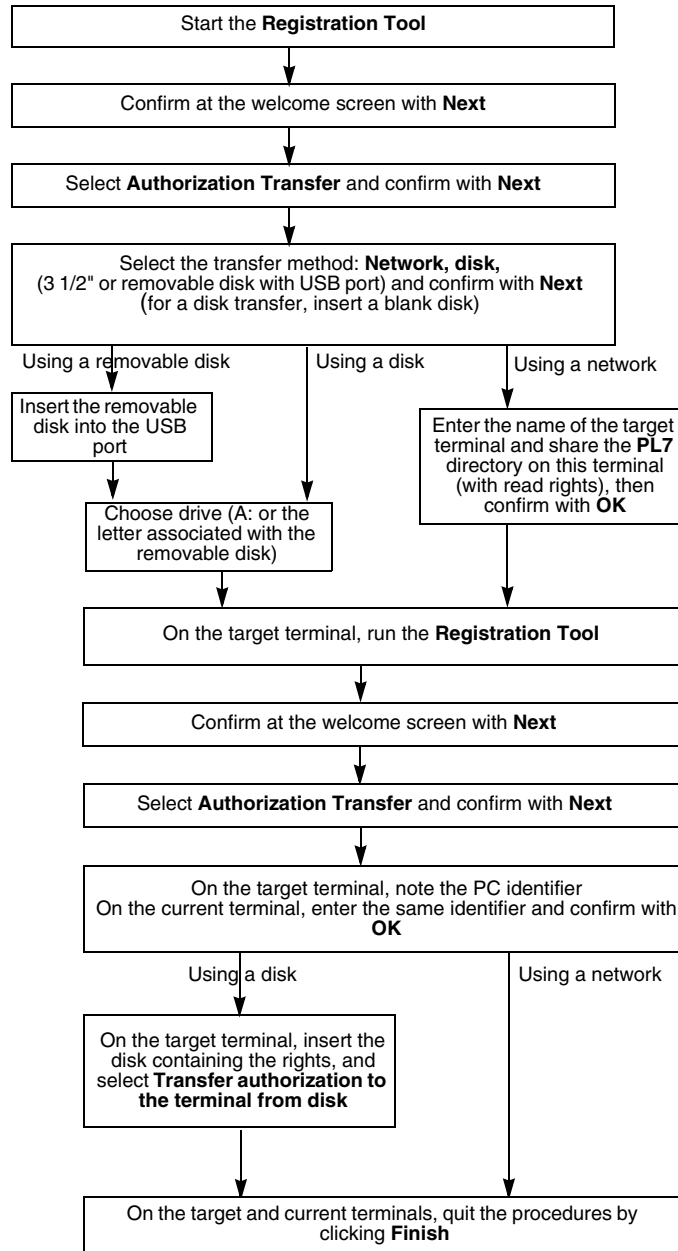 Start the Registration Tool
Confirm at the welcome screen with Next
Select Authorization Transfer and confirm with Next
Select the transfer method: Network, disk,
(3 1/2" or removable disk with USB port) and confirm with Next
(for a disk transfer, insert a blank disk)
Using a removable disk
Using a disk
Using a network
Insert the removable
disk into the USB
port
Enter the name of the target
terminal and share the PL7
directory on this terminal
(with read rights), then
confirm with OK
Choose drive (A: or the
letter associated with the
removable disk)
On the target terminal, run the Registration Tool
Confirm at the welcome screen with Next
Select Authorization Transfer and confirm with Next
On the target terminal, note the PC identifier
On the current terminal, enter the same identifier and confirm with
OK
Using a disk
Using a network
On the target terminal, insert the
disk containing the rights, and
select Transfer authorization to
the terminal from disk
On the target and current terminals, quit the procedures by
clicking Finish